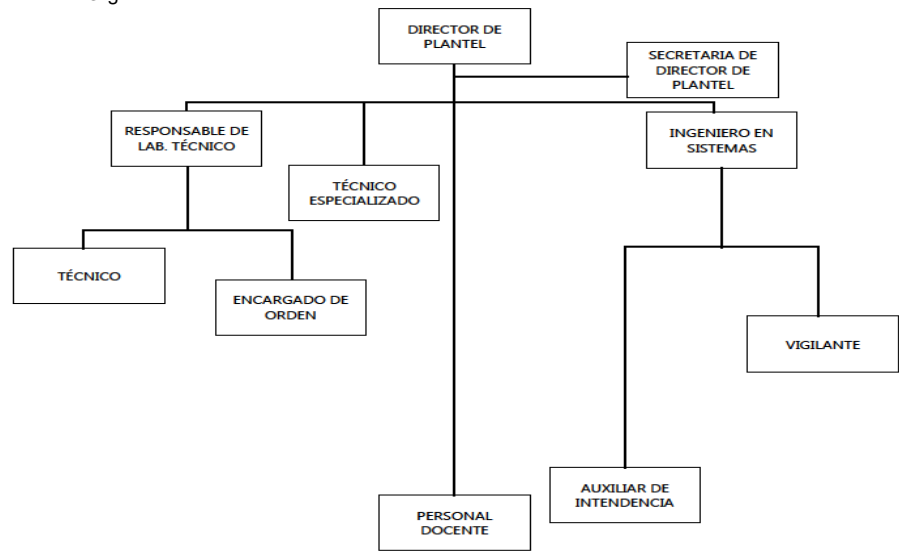 DIRECTOR DE
PLANTEL
SECRETARIA DE
DIRECTOR DE
PLANTEL
RESPONSABLE DE
LAB. TÉCNICO
INGENIERO EN
SISTEMAS
TÉCNICO
ESPECIALIZADO
TÉCNICO
ENCARGADO DE
ORDEN
VIGILANTE
AUXILIAR DE
INTENDENCIA
PERSONAL
DOCENTE